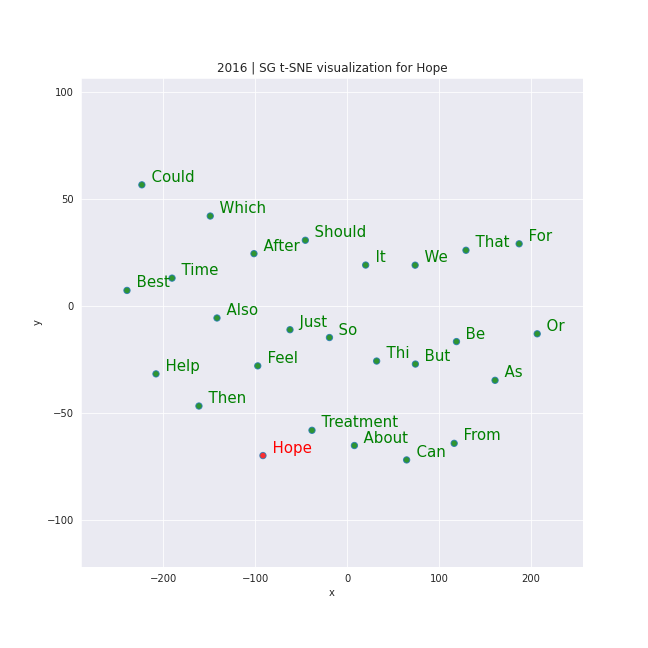 2016 | SG t-SNE visualization for Hope
100
50
0
−50
−100
y
Could
Which
Should
After
It
We
That
For
Time
Best
Also
Just
So
Or
Be
Thi
But
Feel
Help
As
Then
Treatment
About
From
Can
Hope
−200
−100
0
100
200
x